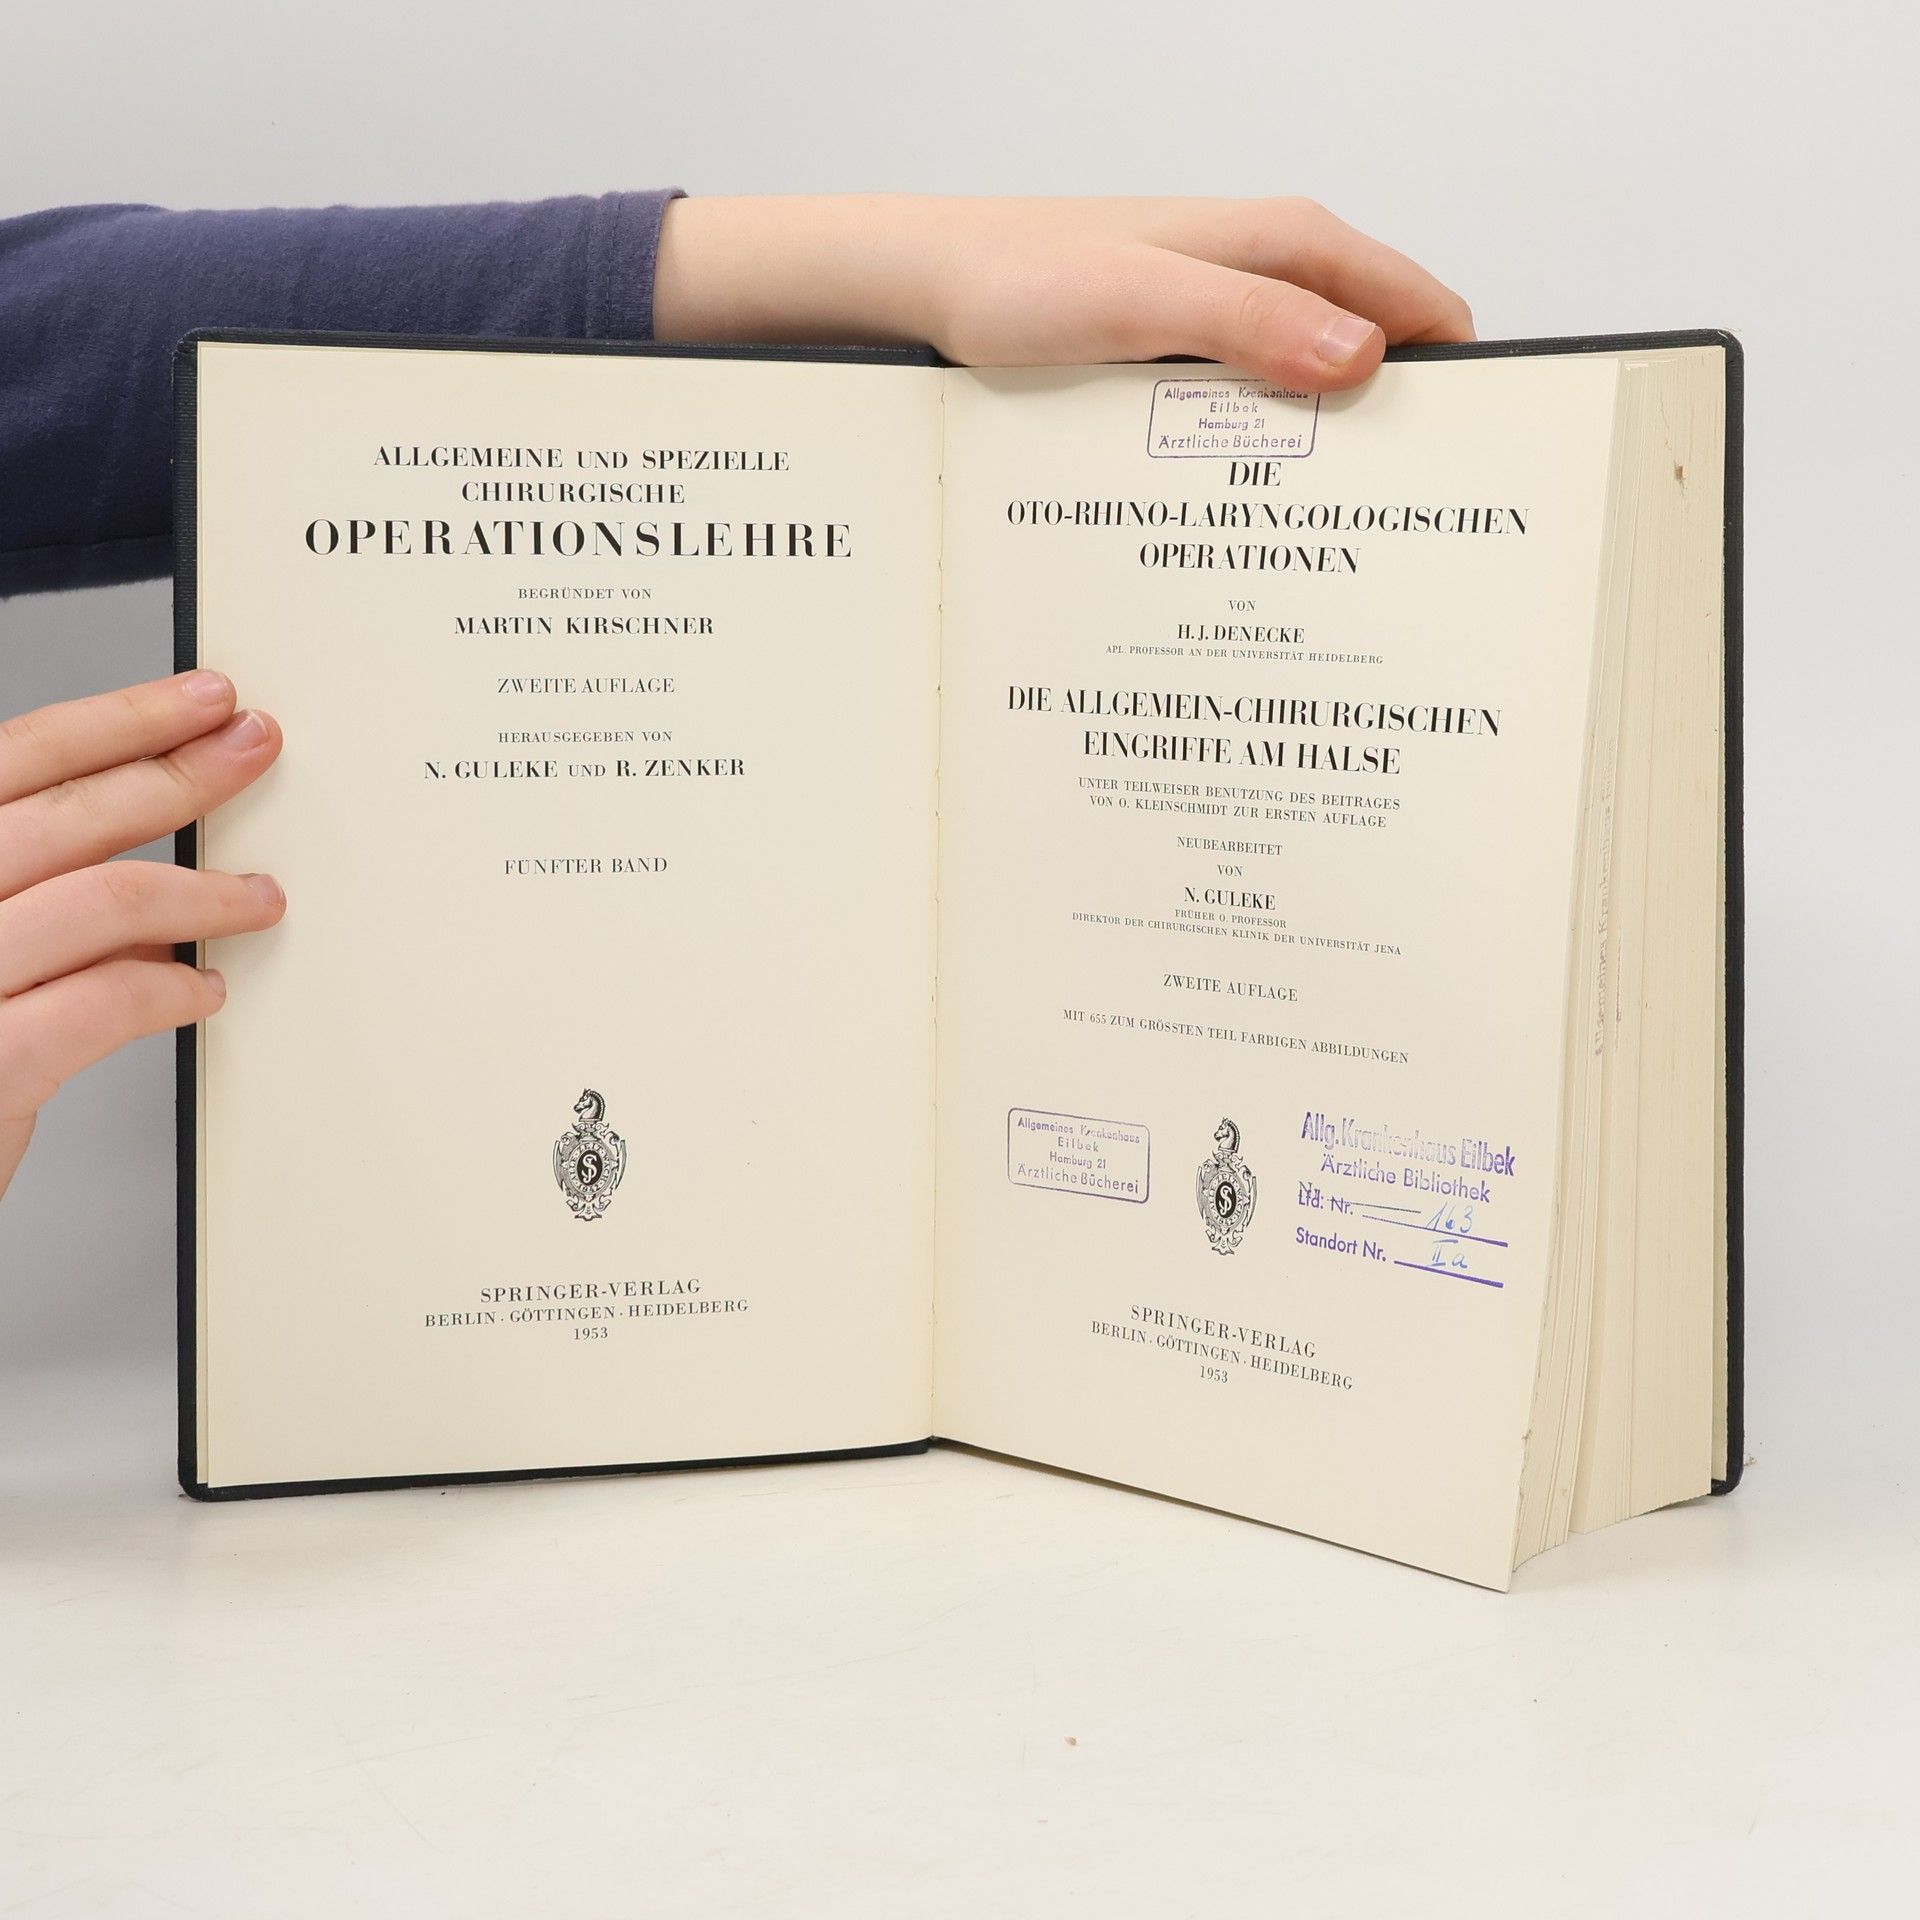 ALLGEMEINE UND SPEZIELLE
CHIRURGISCHE
OPERATIONSLEHRE
BEGRÜNDET VON
MARTIN KIRSCHNER
ZWEITE AUFLAGE
HERAUSGEGEBEN VON
N. GULEKE UND R. ZENKER
FÜNFTER BAND
SPRINGER-VERLAG
BERLIN · GÖTTINGEN · HEIDELBERG
1953
Allgemeines Krankenhaus
Eilbek
Hamburg 21
Ärztliche Bücherei
DIE
OTO-RHINO-LARYNGOLOGISCHEN
OPERATIONEN
VON
H. J. DENECKE
APL. PROFESSOR AN DER UNIVERSITÄT HEIDELBERG
DIE ALLGEMEIN-CHIRURGISCHEN
EINGRIFFE AM HALSE
UNTER TEILWEISER BENUTZUNG DES BEITRAGES
VON O. KLEINSCHMIDT ZUR ERSTEN AUFLAGE
NEUBEARBEITET
VON
N. GULEKE
FRÜHER O. PROFESSOR
DIREKTOR DER CHIRURGISCHEN KLINIK DER UNIVERSITÄT JENA
ZWEITE AUFLAGE
MIT 655 ZUM GRÖSSTEN TEIL FARBIGEN ABBILDUNGEN
Allgemeines Krankenhaus
Eilbek
Hamburg 21
Ärztliche Bücherei
Allg. Krankenhaus Eilbek
Ärztliche Bibliothek
Lfd. Nr. 163
Standort Nr. IIa
SPRINGER-VERLAG
BERLIN · GÖTTINGEN · HEIDELBERG
1953
Allgemeines Krankenhaus